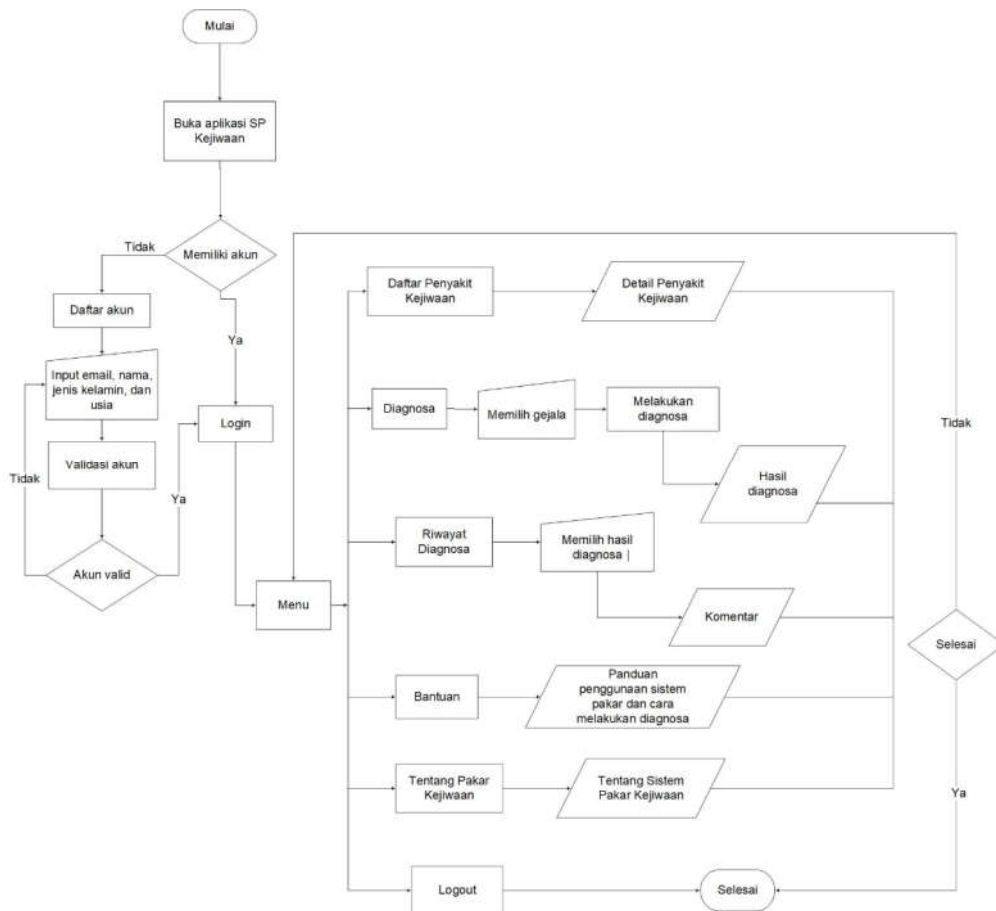 Mulai
Buka aplikasi SP
Kejiwaan
Memiliki akun
Tidak
Ya
Daftar akun
Input email, nama,
jenis kelamin, dan
usia
Validasi akun
Tidak
Ya
Akun valid
Login
Menu
Daftar Penyakit
Kejiwaan
Detail Penyakit
Kejiwaan
Diagnosa
Memilih gejala
Melakukan
diagnosa
Hasil
diagnosa
Riwayat
Diagnosa
Memilih hasil
diagnosa |
Komentar
Bantuan
Panduan
penggunaan sistem
pakar dan cara
melakukan diagnosa
Tentang Pakar
Kejiwaan
Tentang Sistem
Pakar Kejiwaan
Logout
Selesai
Tidak
Selesai
Ya